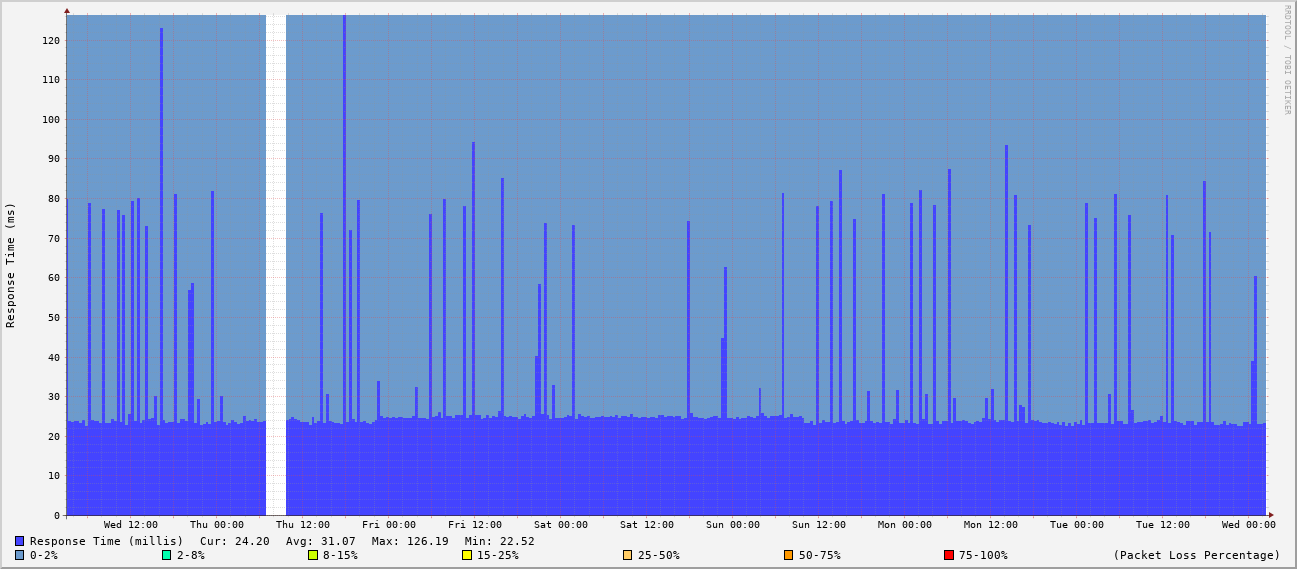 RRDTOOL / TOBI OETIKER
Response Time (ms)
120
110
100
90
80
70
60
50
40
30
20
10
0
Wed 12:00 Thu 00:00 Thu 12:00 Fri 00:00 Fri 12:00 Sat 00:00 Sat 12:00 Sun 00:00 Sun 12:00 Mon 00:00 Mon 12:00 Tue 00:00 Tue 12:00 Wed 00:00
Response Time (millis) Cur: 24.20 Avg: 31.07 Max: 126.19 Min: 22.52
0-2% 2-8% 8-15% 15-25% 25-50% 50-75% 75-100% (Packet Loss Percentage)